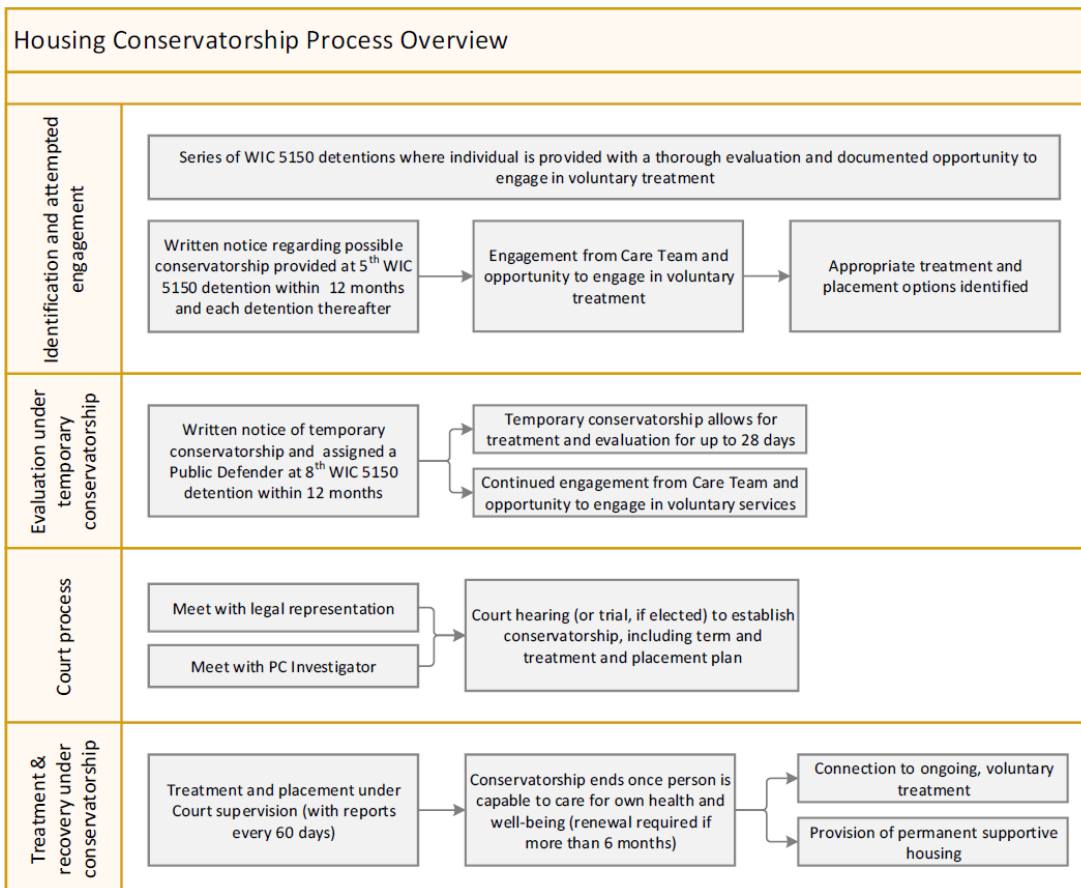 Housing Conservatorship Process Overview
Identification and attempted
engagement
Series of WIC 5150 detentions where individual is provided with a thorough evaluation and documented opportunity to
engage in voluntary treatment
Written notice regarding possible
conservatorship provided at 5th WIC
5150 detention within 12 months
and each detention thereafter
Engagement from Care Team and
opportunity to engage in voluntary
treatment
Appropriate treatment and
placement options identified
Evaluation under
temporary
conservatorship
Written notice of temporary
conservatorship and assigned a
Public Defender at 8th WIC 5150
detention within 12 months
Temporary conservatorship allows for
treatment and evaluation for up to 28 days
Continued engagement from Care Team and
opportunity to engage in voluntary services
Court process
Meet with legal representation
Meet with PC Investigator
Court hearing (or trial, if elected) to establish
conservatorship, including term and
treatment and placement plan
Treatment &
recovery under
conservatorship
Treatment and placement under
Court supervision (with reports
every 60 days)
Conservatorship ends once person is
capable to care for own health and
well-being (renewal required if
more than 6 months)
Connection to ongoing, voluntary
treatment
Provision of permanent supportive
housing